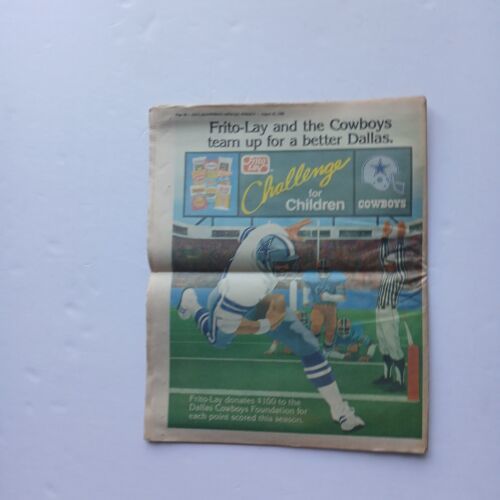 Frito-Lay and the Cowboys
team up for a better Dallas.
Frito
Lay
Challenge
for
Children
COWBOYS
Frito-Lay donates $100 to the
Dallas Cowboys Foundation for
each point scored this season.